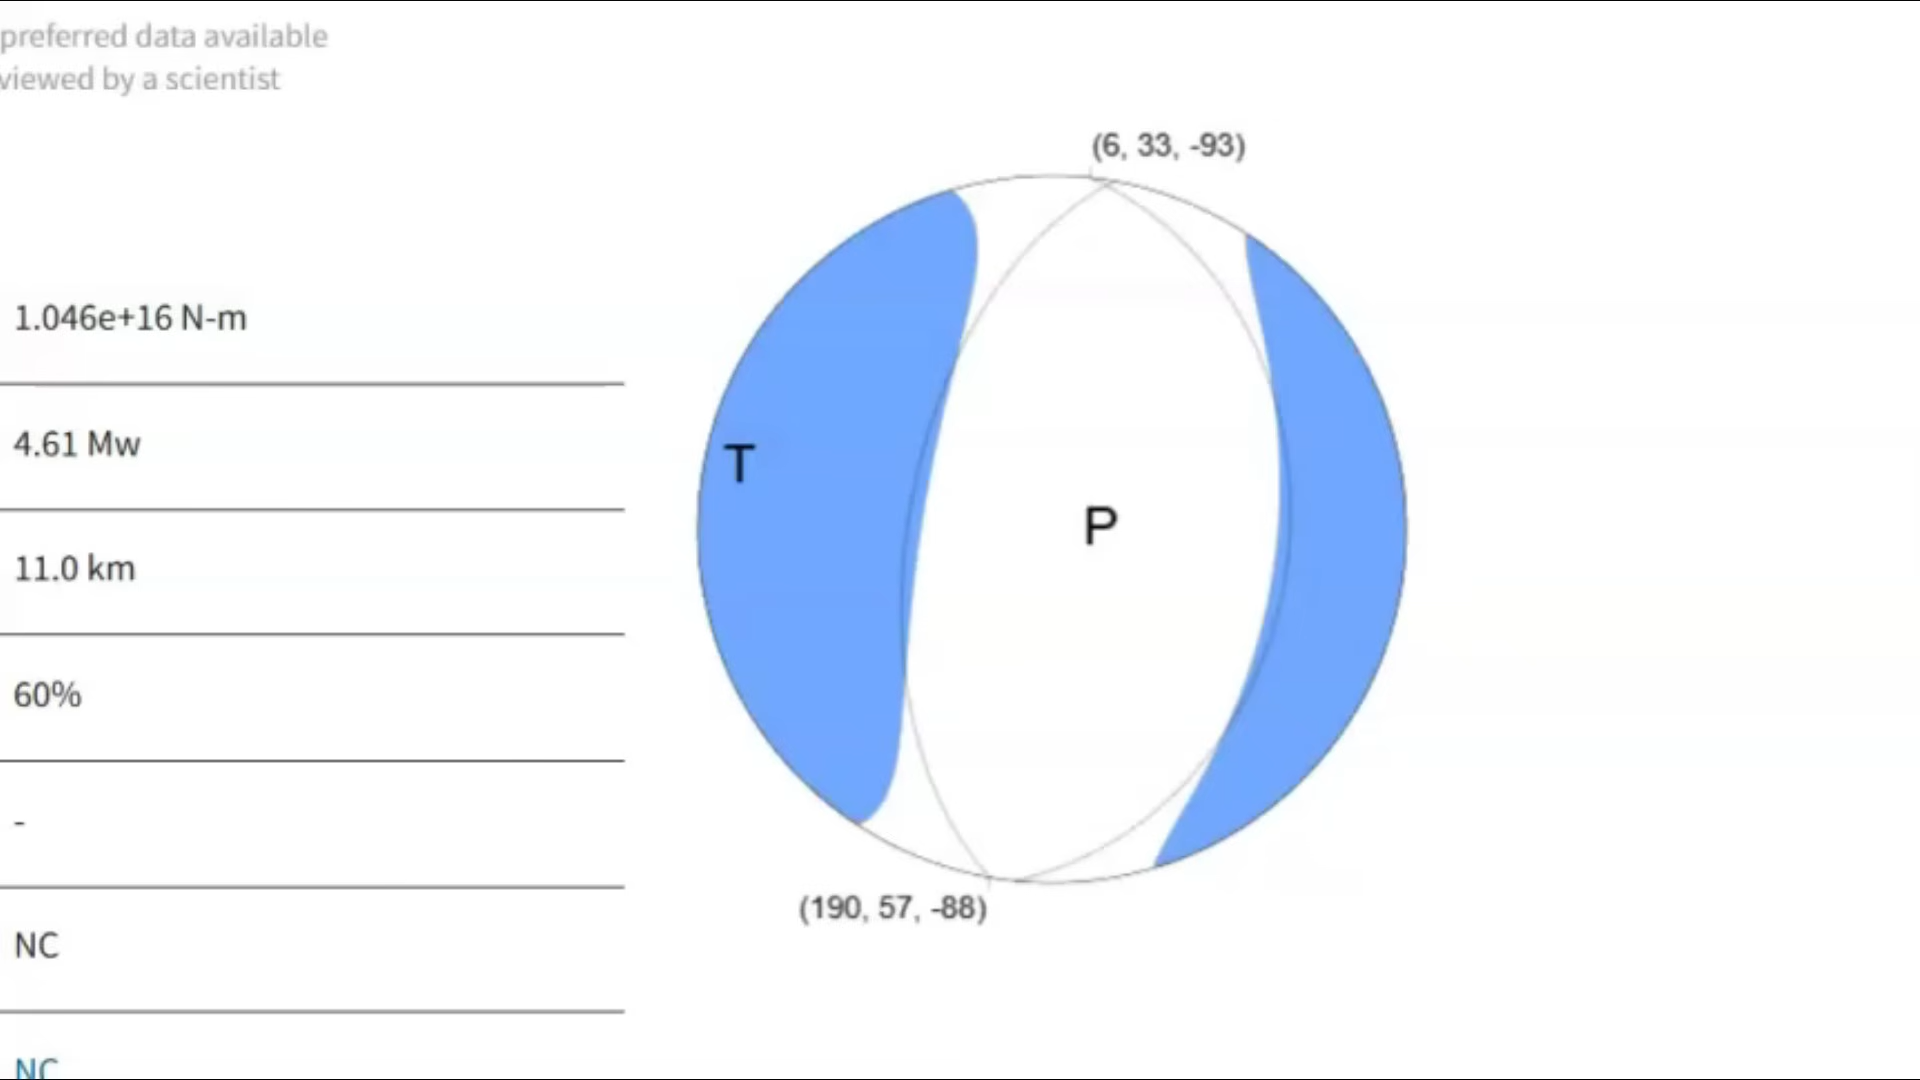 preferred data available
viewed by a scientist
1.046e+16 N-m
4.61 Mw
11.0 km
60%
-
NC
NC
(6, 33, -93)
T
P
(190, 57, -88)